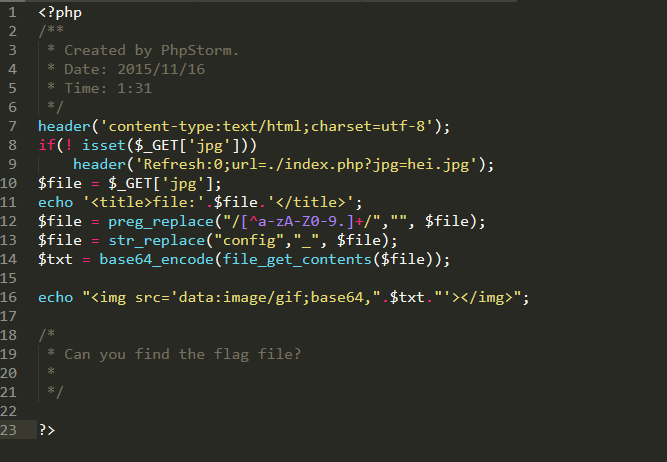 1 <?php
2 /**
3  * Created by PhpStorm.
4  * Date: 2015/11/16
5  * Time: 1:31
6  */
7 header('content-type:text/html;charset=utf-8');
8 if(! isset($_GET['jpg']))
9     header('Refresh:0;url=./index.php?jpg=hei.jpg');
10 $file = $_GET['jpg'];
11 echo '<title>file:'.$file.'</title>';
12 $file = preg_replace("/[^a-zA-Z0-9.]+/","", $file);
13 $file = str_replace("config","_", $file);
14 $txt = base64_encode(file_get_contents($file));
15
16 echo "<img src='data:image/gif;base64,".$txt."'></img>";
17
18 /*
19  * Can you find the flag file?
20  *
21  */
22
23 ?>